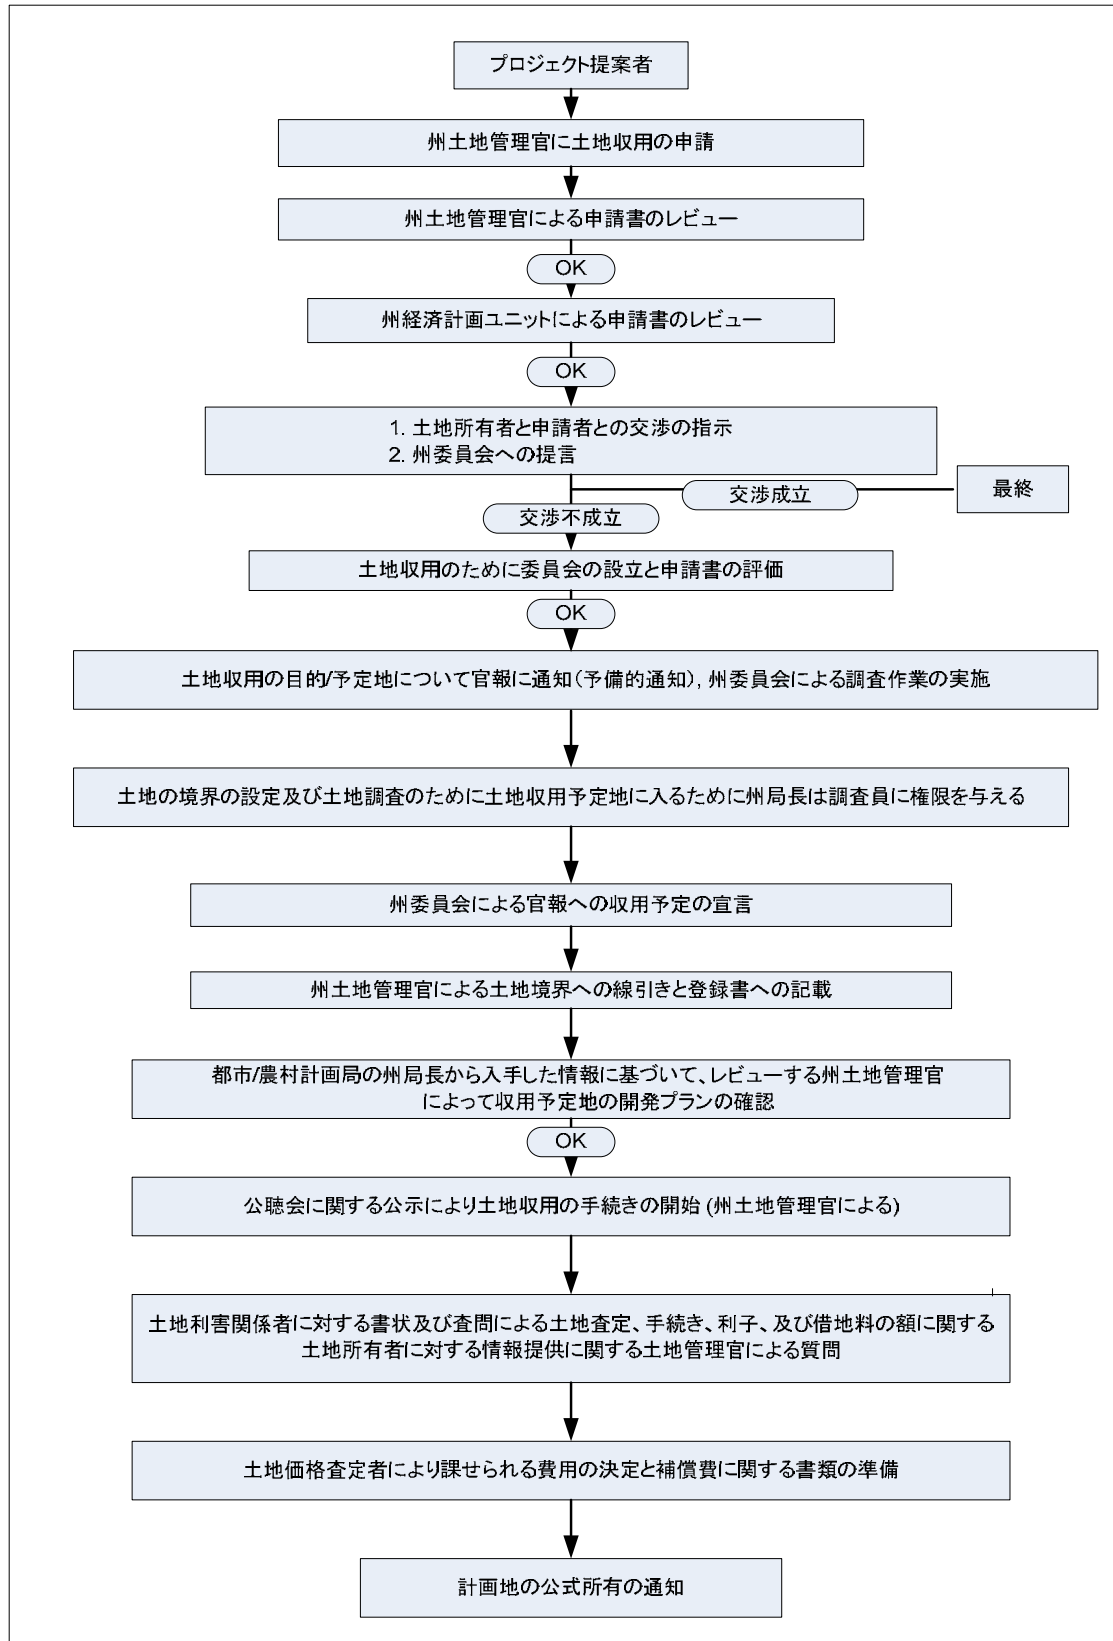 プロジェクト提案者
州土地管理官に土地収用の申請
州土地管理官による申請書のレビュー
OK
州経済計画ユニットによる申請書のレビュー
OK
1. 土地所有者と申請者との交渉の指示
2. 州委員会への提言
交渉成立
最終
交渉不成立
土地収用のために委員会の設立と申請書の評価
OK
土地収用の目的/予定地について官報に通知（予備的通知）, 州委員会による調査作業の実施
土地の境界の設定及び土地調査のために土地収用予定地に入るために州局長は調査員に権限を与える
州委員会による官報への収用予定の宣言
州土地管理官による土地境界への線引きと登録書への記載
都市/農村計画局の州局長から入手した情報に基づいて、レビューする州土地管理官
によって収用予定地の開発プランの確認
OK
公聴会に関する公示により土地収用の手続きの開始 (州土地管理官による)
土地利害関係者に対する書状及び査問による土地査定、手続き、利子、及び借地料の額に関する
土地所有者に対する情報提供に関する土地管理官による質問
土地価格査定者により課せられる費用の決定と補償費に関する書類の準備
計画地の公式所有の通知